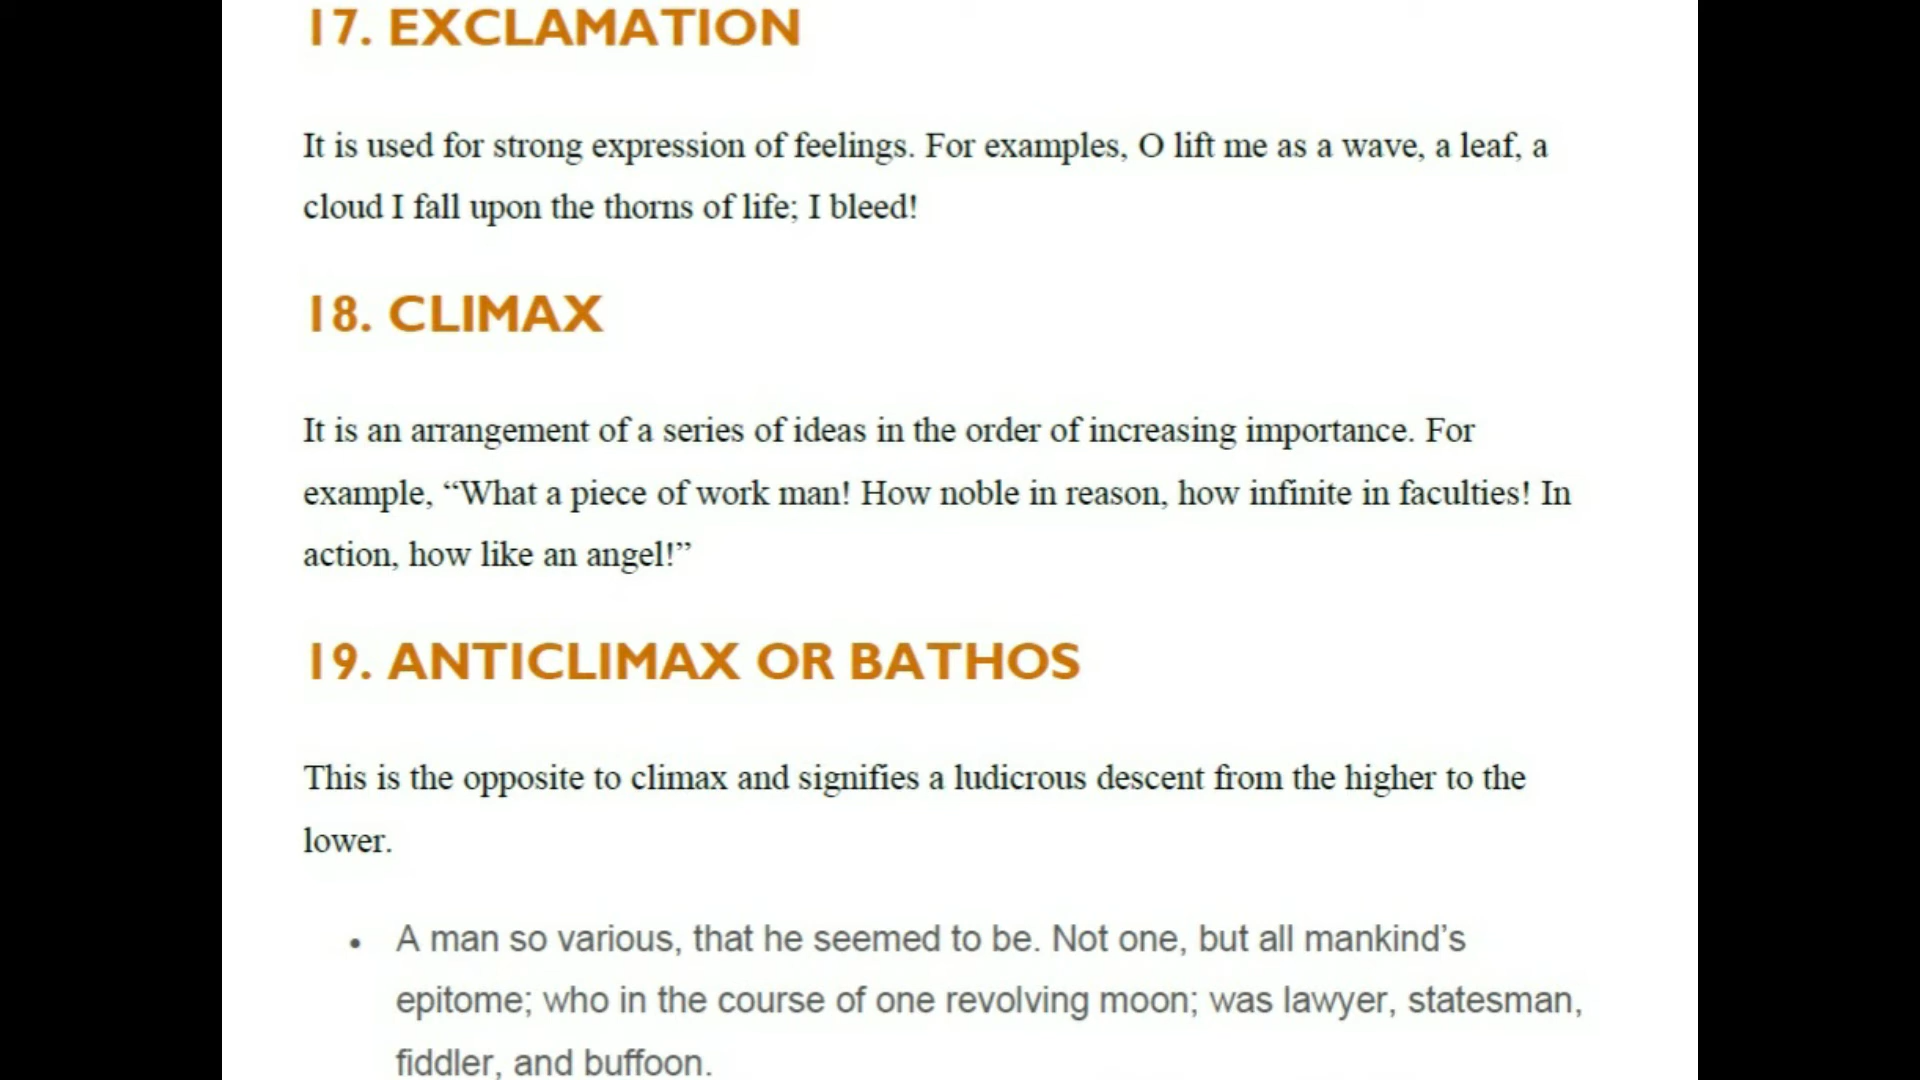 17. EXCLAMATION
It is used for strong expression of feelings. For examples, O lift me as a wave, a leaf, a
cloud I fall upon the thorns of life; I bleed!
18. CLIMAX
It is an arrangement of a series of ideas in the order of increasing importance. For
example, “What a piece of work man! How noble in reason, how infinite in faculties! In
action, how like an angel!”
19. ANTICLIMAX OR BATHOS
This is the opposite to climax and signifies a ludicrous descent from the higher to the
lower.
• A man so various, that he seemed to be. Not one, but all mankind’s
epitome; who in the course of one revolving moon; was lawyer, statesman,
fiddler, and buffoon.